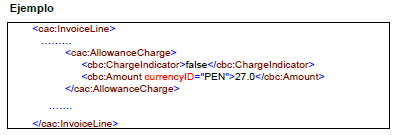 Ejemplo
<cac:InvoiceLine>
.........
<cac:AllowanceCharge>
<cbc:ChargeIndicator>false</cbc:ChargeIndicator>
<cbc:Amount currencyID="PEN">27.0</cbc:Amount>
</cac:AllowanceCharge>
.......
</cac:InvoiceLine>